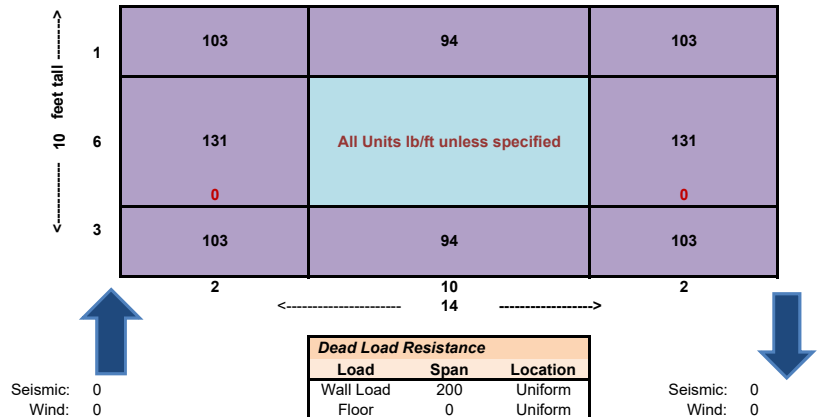 <----------- 10 feet tall -------->
1
103 94 103
6
131 All Units lb/ft unless specified 131
0 0
3
103 94 103
2 10 2
<---------------------- 14 ----------------->
Dead Load Resistance
Load Span Location
Seismic: 0 Wall Load 200 Uniform Seismic: 0
Wind: 0 Floor 0 Uniform Wind: 0